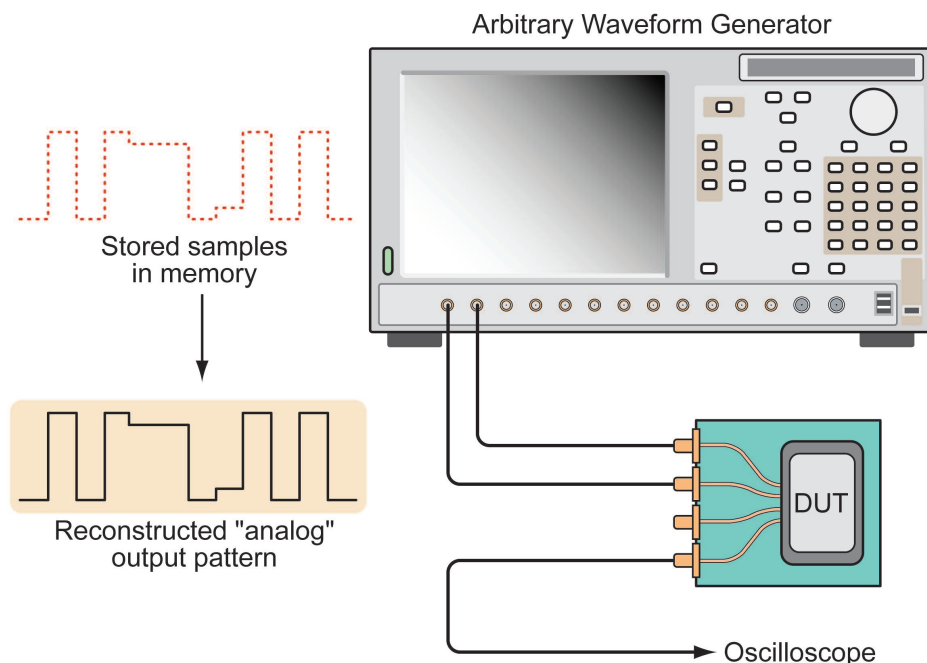 Arbitrary Waveform Generator
Stored samples
in memory
Reconstructed "analog"
output pattern
DUT
Oscilloscope